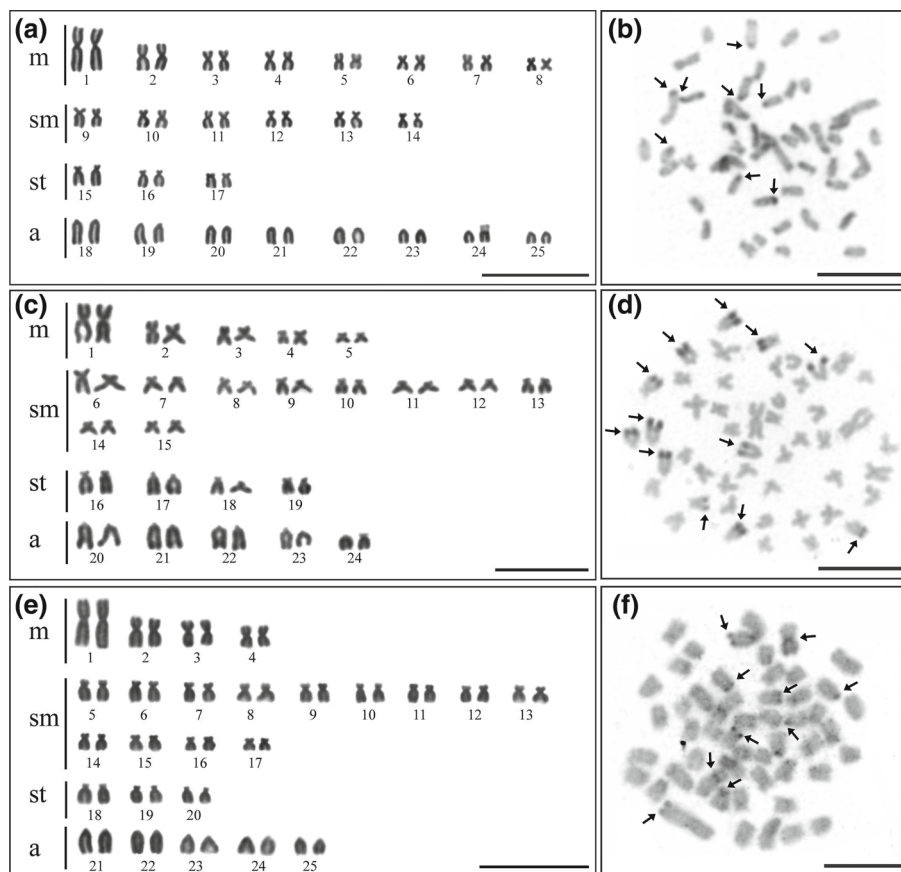 (a)
m
1 2 3 4 5 6 7 8
sm
9 10 11 12 13 14
st
15 16 17
a
18 19 20 21 22 23 24 25
(b)
(c)
m
1 2 3 4 5
sm
6 7 8 9 10 11 12 13
14 15
st
16 17 18 19
a
20 21 22 23 24
(d)
(e)
m
1 2 3 4
sm
5 6 7 8 9 10 11 12 13
14 15 16 17
st
18 19 20
a
21 22 23 24 25
(f)